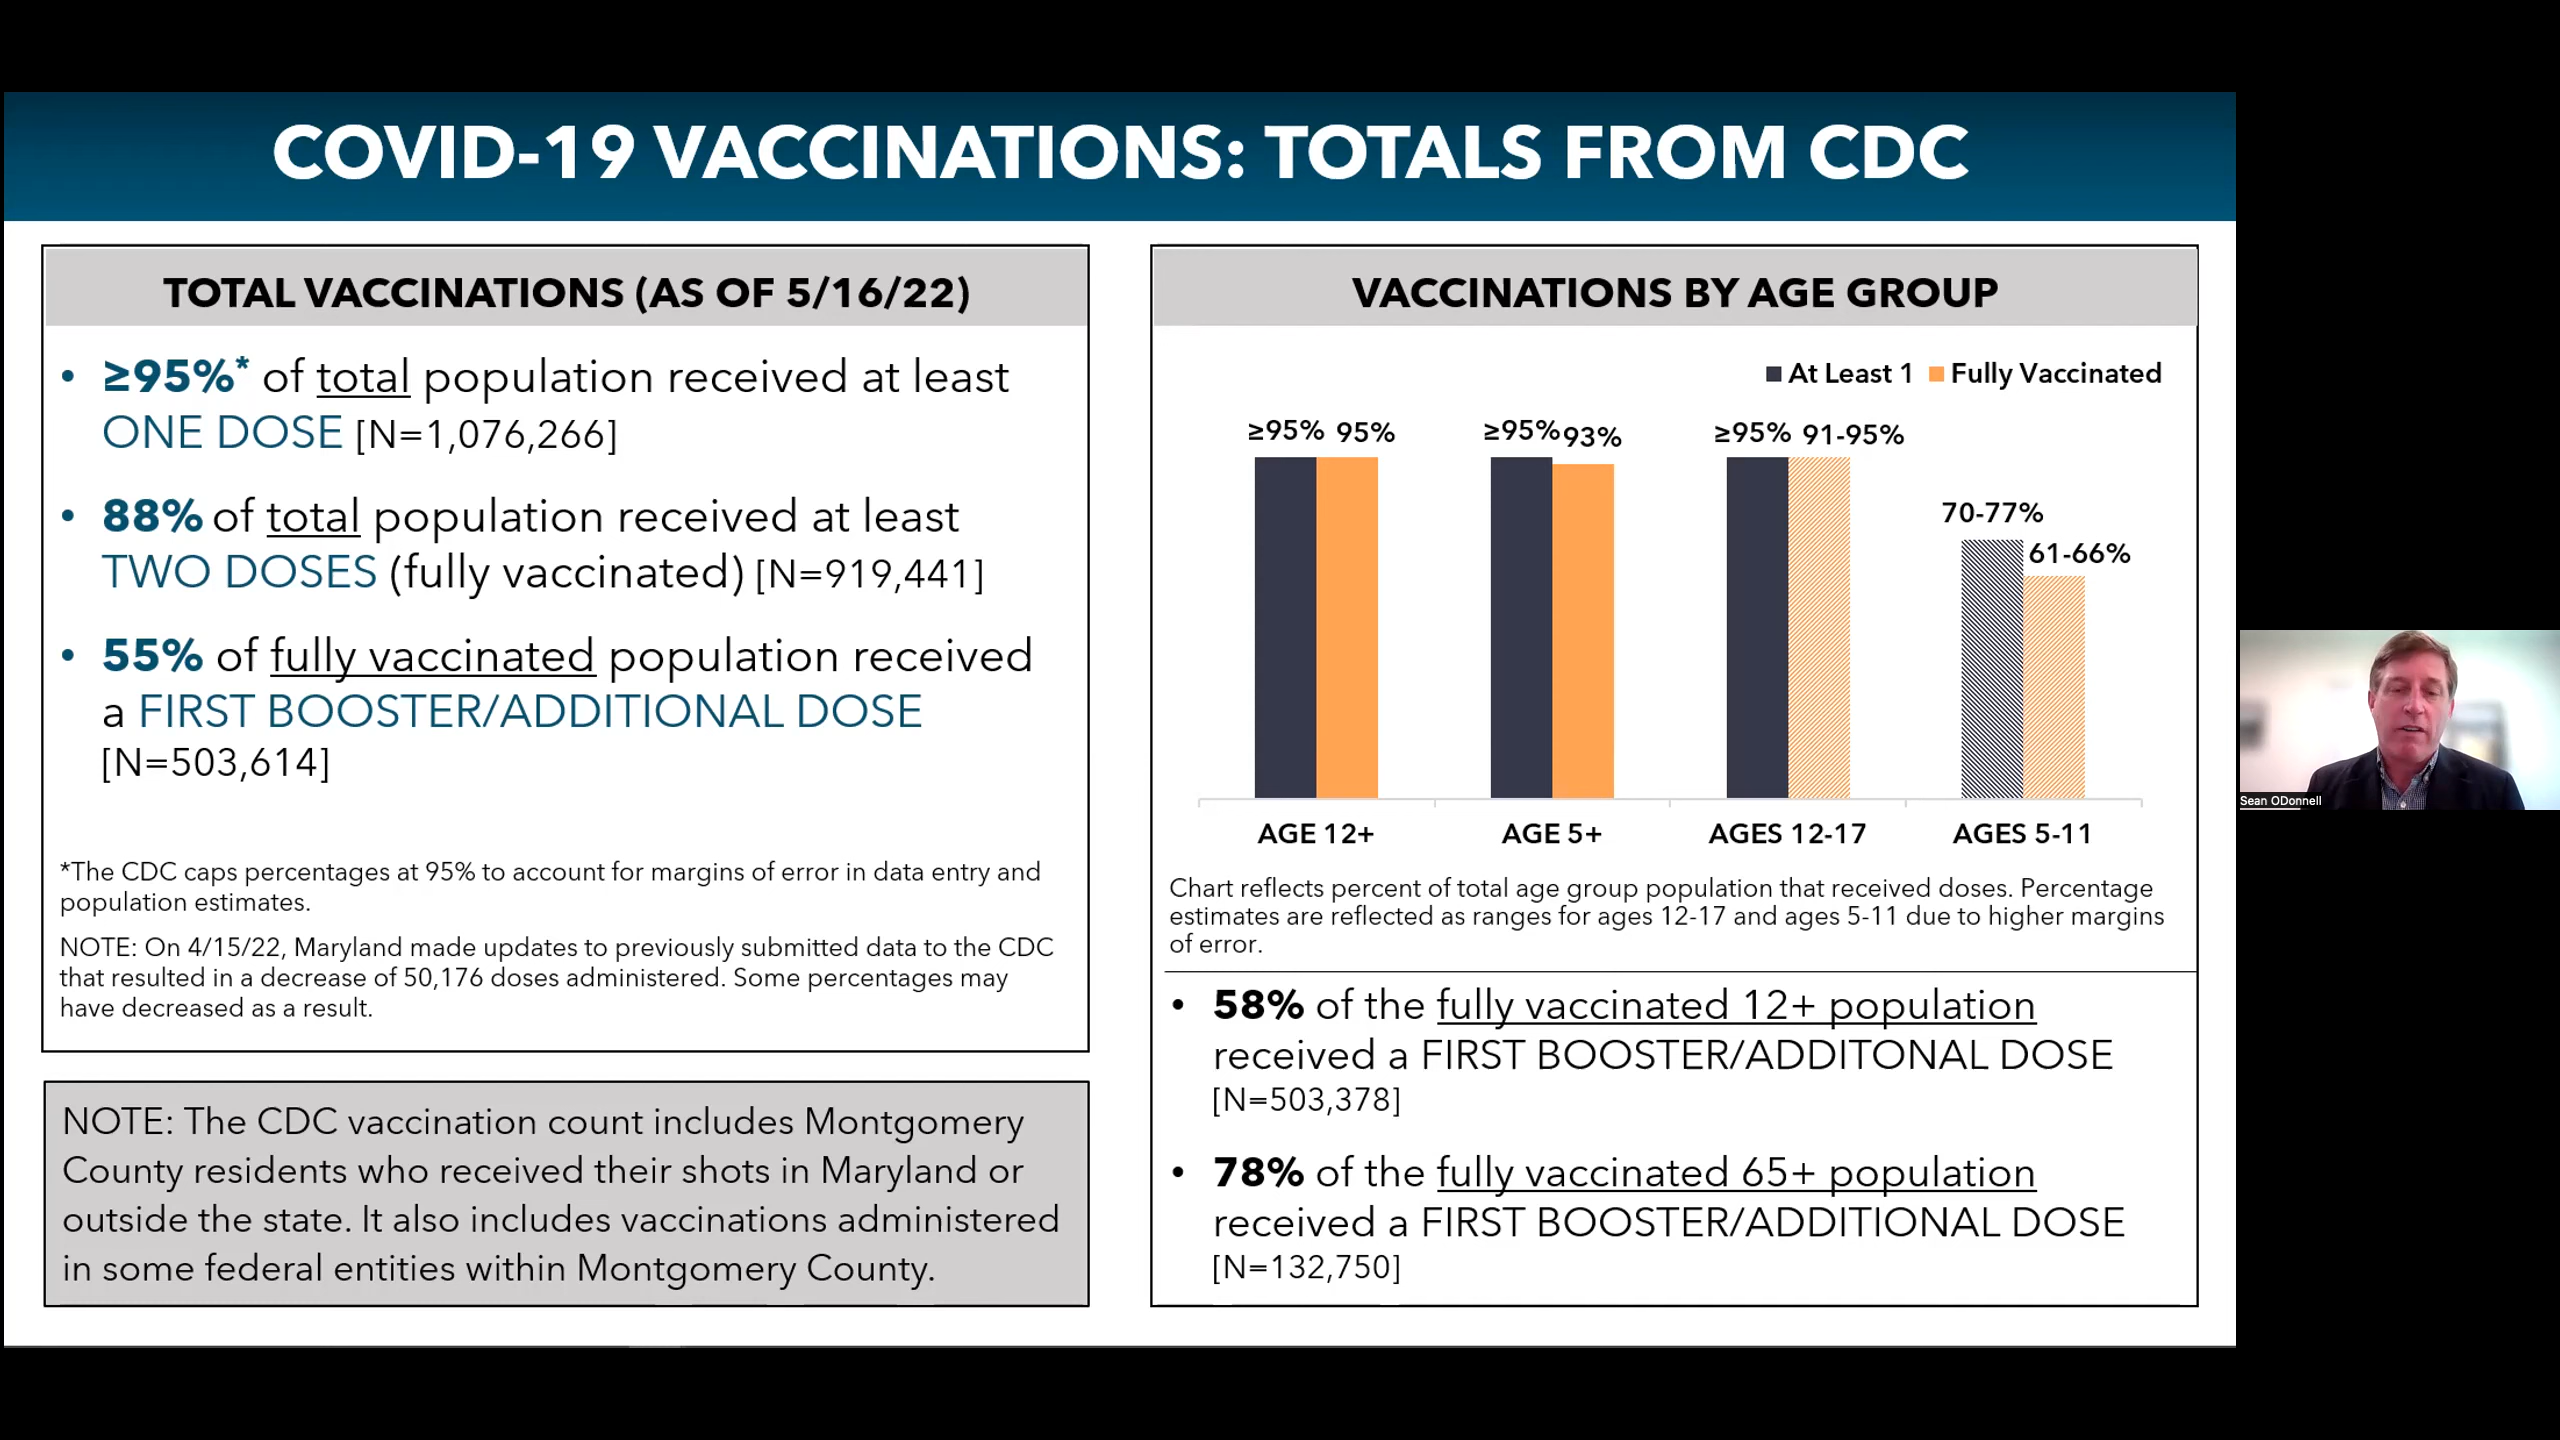 COVID-19 VACCINATIONS: TOTALS FROM CDC
TOTAL VACCINATIONS (AS OF 5/16/22)
• ≥95%* of total population received at least
ONE DOSE [N=1,076,266]
• 88% of total population received at least
TWO DOSES (fully vaccinated) [N=919,441]
• 55% of fully vaccinated population received
a FIRST BOOSTER/ADDITIONAL DOSE
[N=503,614]
*The CDC caps percentages at 95% to account for margins of error in data entry and
population estimates.
NOTE: On 4/15/22, Maryland made updates to previously submitted data to the CDC
that resulted in a decrease of 50,176 doses administered. Some percentages may
have decreased as a result.
NOTE: The CDC vaccination count includes Montgomery
County residents who received their shots in Maryland or
outside the state. It also includes vaccinations administered
in some federal entities within Montgomery County.
VACCINATIONS BY AGE GROUP
At Least 1 Fully Vaccinated
≥95% 95% ≥95% 93% ≥95% 91-95%
70-77%
61-66%
AGE 12+ AGE 5+ AGES 12-17 AGES 5-11
Chart reflects percent of total age group population that received doses. Percentage
estimates are reflected as ranges for ages 12-17 and ages 5-11 due to higher margins
of error.
• 58% of the fully vaccinated 12+ population
received a FIRST BOOSTER/ADDITONAL DOSE
[N=503,378]
• 78% of the fully vaccinated 65+ population
received a FIRST BOOSTER/ADDITIONAL DOSE
[N=132,750]
Sean ODonnell